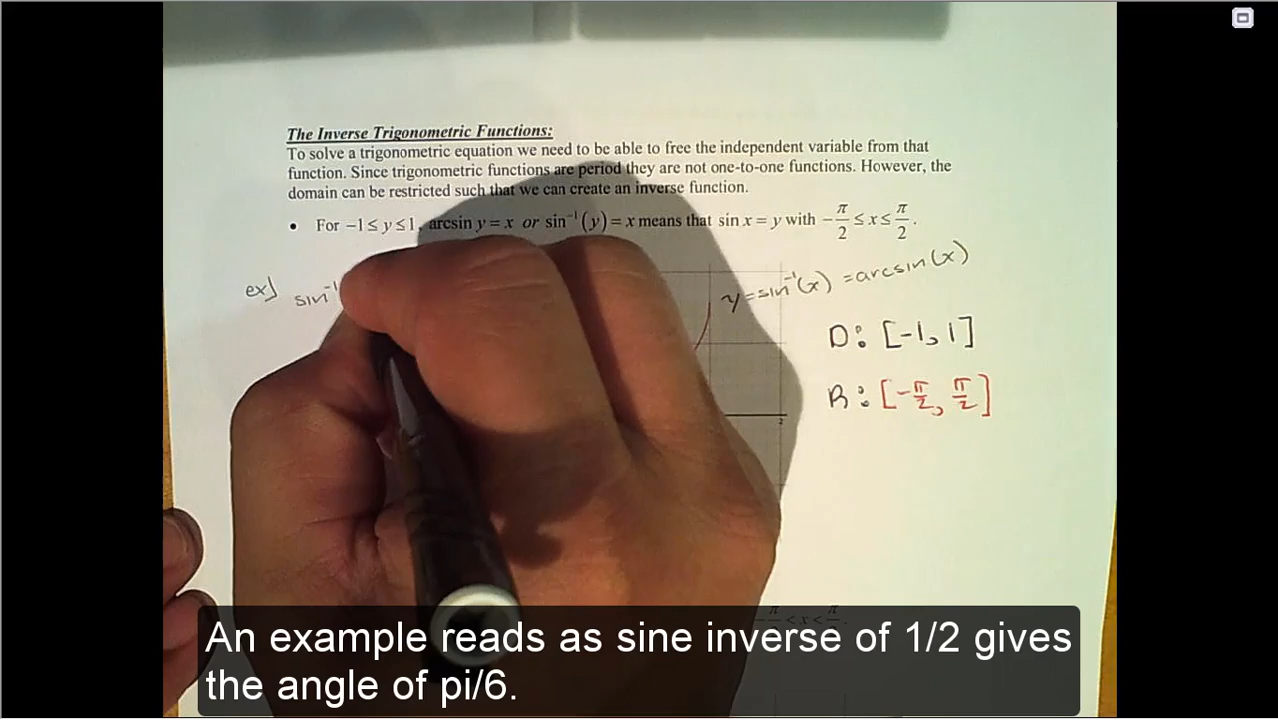 The Inverse Trigonometric Functions:
To solve a trigonometric equation we need to be able to free the independent variable from that
function. Since trigonometric functions are period they are not one-to-one functions. However, the
domain can be restricted such that we can create an inverse function.
• For −1 ≤ y ≤ 1, arcsin y = x or sin⁻¹(y) = x means that sin x = y with −π/2 ≤ x ≤ π/2.
ex) sin⁻¹
y = sin⁻¹(x) = arcsin(x)
D: [-1, 1]
R: [-π/2, π/2]
2
An example reads as sine inverse of 1/2 gives
the angle of pi/6.